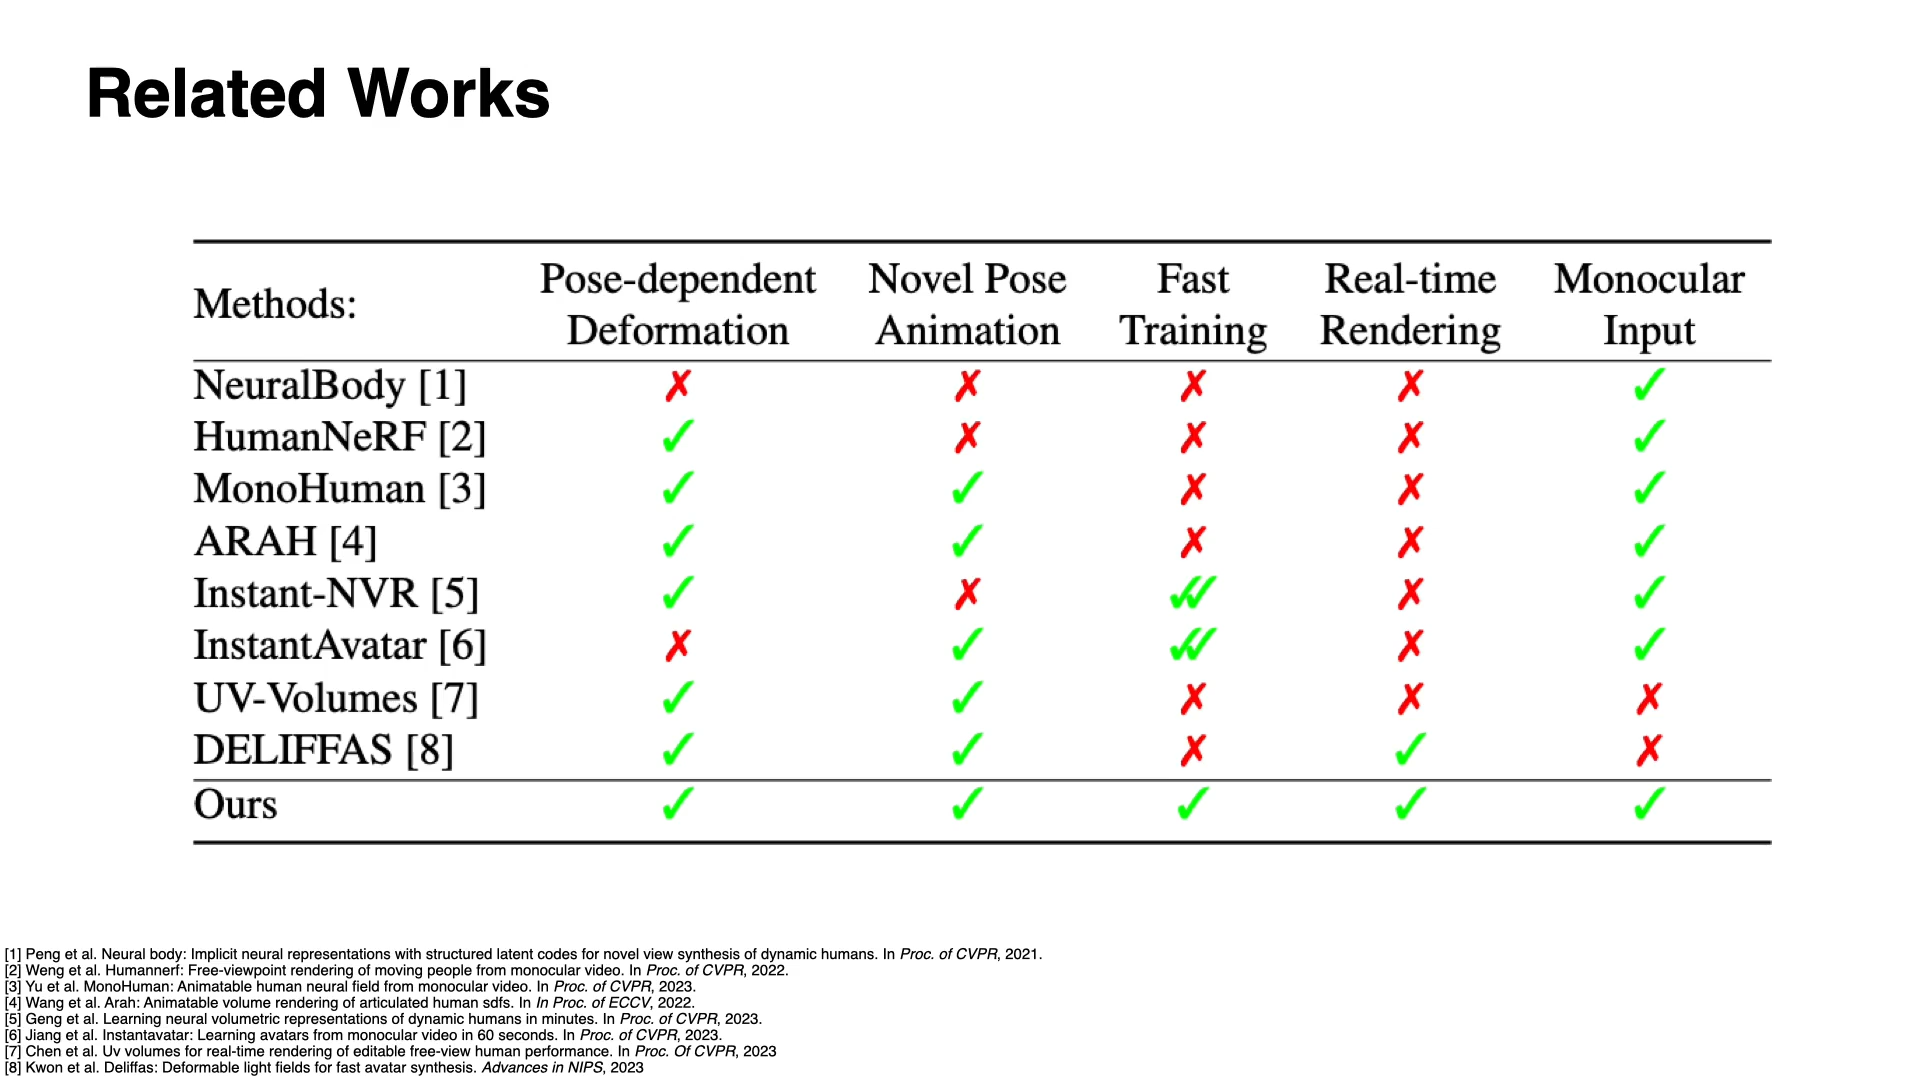 Related Works
Methods: Pose-dependent Deformation Novel Pose Animation Fast Training Real-time Rendering Monocular Input
NeuralBody [1] ✗ ✗ ✗ ✗ ✓
HumanNeRF [2] ✓ ✗ ✗ ✗ ✓
MonoHuman [3] ✓ ✓ ✗ ✗ ✓
ARAH [4] ✓ ✓ ✗ ✗ ✓
Instant-NVR [5] ✓ ✗ ✓✓ ✗ ✓
InstantAvatar [6] ✗ ✓ ✓✓ ✗ ✓
UV-Volumes [7] ✓ ✓ ✗ ✗ ✗
DELIFFAS [8] ✓ ✓ ✗ ✓ ✗
Ours ✓ ✓ ✓ ✓ ✓
[1] Peng et al. Neural body: Implicit neural representations with structured latent codes for novel view synthesis of dynamic humans. In Proc. of CVPR, 2021.
[2] Weng et al. Humannerf: Free-viewpoint rendering of moving people from monocular video. In Proc. of CVPR, 2022.
[3] Yu et al. MonoHuman: Animatable human neural field from monocular video. In Proc. of CVPR, 2023.
[4] Wang et al. Arah: Animatable volume rendering of articulated human sdfs. In In Proc. of ECCV, 2022.
[5] Geng et al. Learning neural volumetric representations of dynamic humans in minutes. In Proc. of CVPR, 2023.
[6] Jiang et al. Instantavatar: Learning avatars from monocular video in 60 seconds. In Proc. of CVPR, 2023.
[7] Chen et al. Uv volumes for real-time rendering of editable free-view human performance. In Proc. Of CVPR, 2023
[8] Kwon et al. Deliffas: Deformable light fields for fast avatar synthesis. Advances in NIPS, 2023